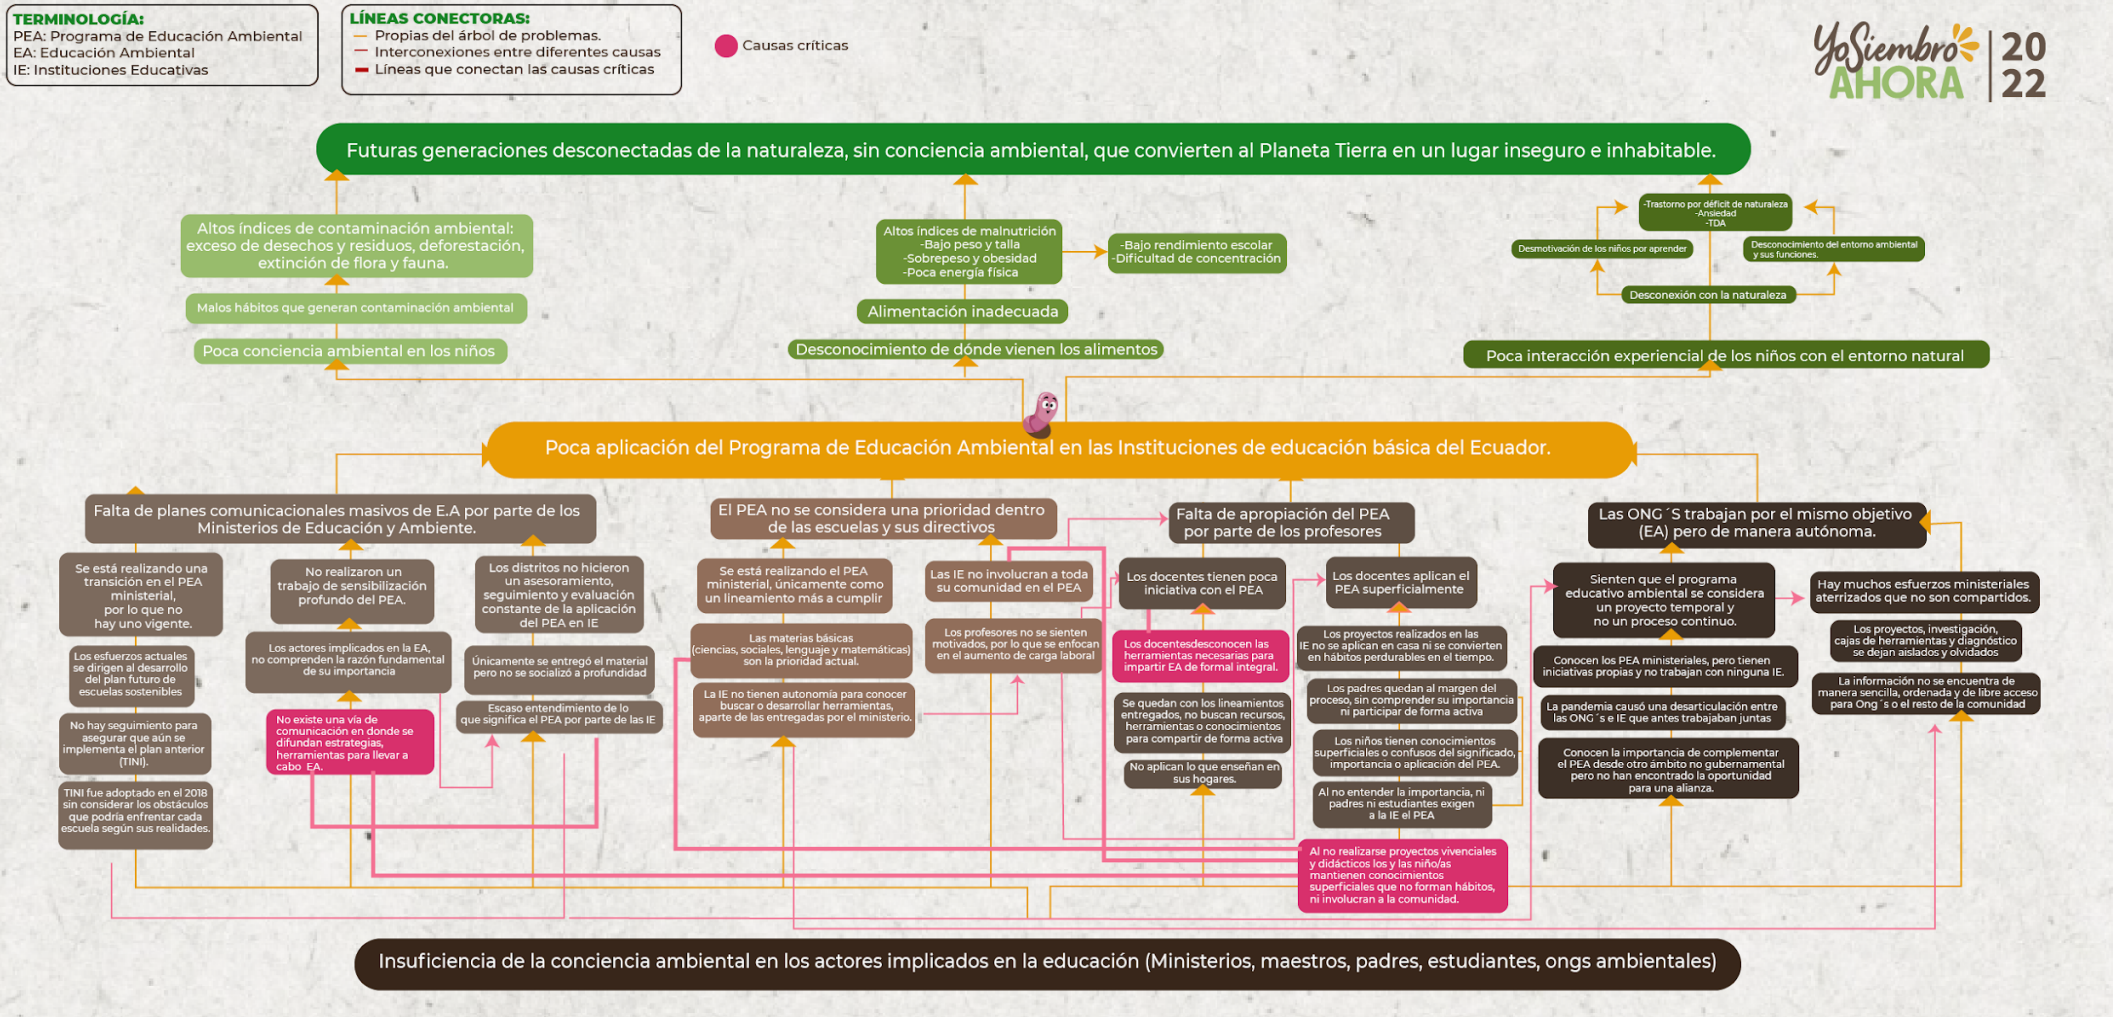 TERMINOLOGÍA:
PEA: Programa de Educación Ambiental
EA: Educación Ambiental
IE: Instituciones Educativas
LÍNEAS CONECTORAS:
Propias del árbol de problemas.
Interconexiones entre diferentes causas
Líneas que conectan las causas críticas
Causas críticas
YoSiembro
AHORA
20
22
Futuras generaciones desconectadas de la naturaleza, sin conciencia ambiental, que convierten al Planeta Tierra en un lugar inseguro e inhabitable.
Altos índices de contaminación ambiental:
exceso de desechos y residuos, deforestación,
extinción de flora y fauna.
Malos hábitos que generan contaminación ambiental
Poca conciencia ambiental en los niños
Altos índices de malnutrición
-Bajo peso y talla
-Sobrepeso y obesidad
-Poca energía física
-Bajo rendimiento escolar
-Dificultad de concentración
Alimentación inadecuada
Desconocimiento de dónde vienen los alimentos
-Trastorno por déficit de naturaleza
-Ansiedad
-TDA
Desmotivación de los niños por aprender
Desconocimiento del entorno ambiental
y sus funciones.
Desconexión con la naturaleza
Poca interacción experiencial de los niños con el entorno natural
Poca aplicación del Programa de Educación Ambiental en las Instituciones de educación básica del Ecuador.
Falta de planes comunicacionales masivos de E.A por parte de los
Ministerios de Educación y Ambiente.
Se está realizando una
transición en el PEA
ministerial,
por lo que no
hay uno vigente.
Los esfuerzos actuales
se dirigen al desarrollo
del plan futuro de
escuelas sostenibles
No hay seguimiento para
asegurar que aún se
implementa el plan anterior
(TINI).
TINI fue adoptado en el 2018
sin considerar los obstáculos
que podría enfrentar cada
escuela según sus realidades.
No realizaron un
trabajo de sensibilización
profundo del PEA.
Los actores implicados en la EA,
no comprenden la razón fundamental
de su importancia
No existe una vía de
comunicación en donde se
difundan estrategias,
herramientas para llevar a
cabo EA.
Los distritos no hicieron
un asesoramiento,
seguimiento y evaluación
constante de la aplicación
del PEA en IE
Únicamente se entregó el material
pero no se socializó a profundidad
Escaso entendimiento de lo
que significa el PEA por parte de las IE
El PEA no se considera una prioridad dentro
de las escuelas y sus directivos
Se está realizando el PEA
ministerial, únicamente como
un lineamiento más a cumplir
Las materias básicas
(ciencias, sociales, lenguaje y matemáticas)
son la prioridad actual.
La IE no tienen autonomía para conocer
buscar o desarrollar herramientas,
aparte de las entregadas por el ministerio.
Las IE no involucran a toda
su comunidad en el PEA
Los profesores no se sienten
motivados, por lo que se enfocan
en el aumento de carga laboral
Falta de apropiación del PEA
por parte de los profesores
Los docentes tienen poca
iniciativa con el PEA
Los docentesdesconocen las
herramientas necesarias para
impartir EA de formal integral.
Se quedan con los lineamientos
entregados, no buscan recursos,
herramientas o conocimientos
para compartir de forma activa
No aplican lo que enseñan en
sus hogares.
Los docentes aplican el
PEA superficialmente
Los proyectos realizados en las
IE no se aplican en casa ni se convierten
en hábitos perdurables en el tiempo.
Los padres quedan al margen del
proceso, sin comprender su importancia
ni participar de forma activa
Los niños tienen conocimientos
superficiales o confusos del significado,
importancia o aplicación del PEA.
Al no entender la importancia, ni
padres ni estudiantes exigen
a la IE el PEA
Al no realizarse proyectos vivenciales
y didácticos los y las niño/as
mantienen conocimientos
superficiales que no forman hábitos,
ni involucran a la comunidad.
Las ONG´S trabajan por el mismo objetivo
(EA) pero de manera autónoma.
Sienten que el programa
educativo ambiental se considera
un proyecto temporal y
no un proceso continuo.
Conocen los PEA ministeriales, pero tienen
iniciativas propias y no trabajan con ninguna IE.
La pandemia causó una desarticulación entre
las ONG´s e IE que antes trabajaban juntas
Conocen la importancia de complementar
el PEA desde otro ámbito no gubernamental
pero no han encontrado la oportunidad
para una alianza.
Hay muchos esfuerzos ministeriales
aterrizados que no son compartidos.
Los proyectos, investigación,
cajas de herramientas y diagnóstico
se dejan aislados y olvidados
La información no se encuentra de
manera sencilla, ordenada y de libre acceso
para Ong´s o el resto de la comunidad
Insuficiencia de la conciencia ambiental en los actores implicados en la educación (Ministerios, maestros, padres, estudiantes, ongs ambientales)